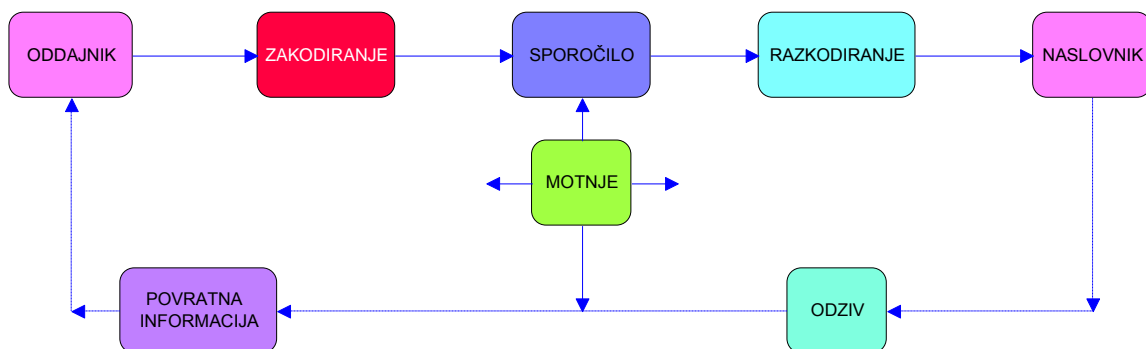 ODDAJNIK
ZAKODIRANJE
SPOROČILO
RAZKODIRANJE
NASLOVNIK
MOTNJE
POVRATNA
INFORMACIJA
ODZIV